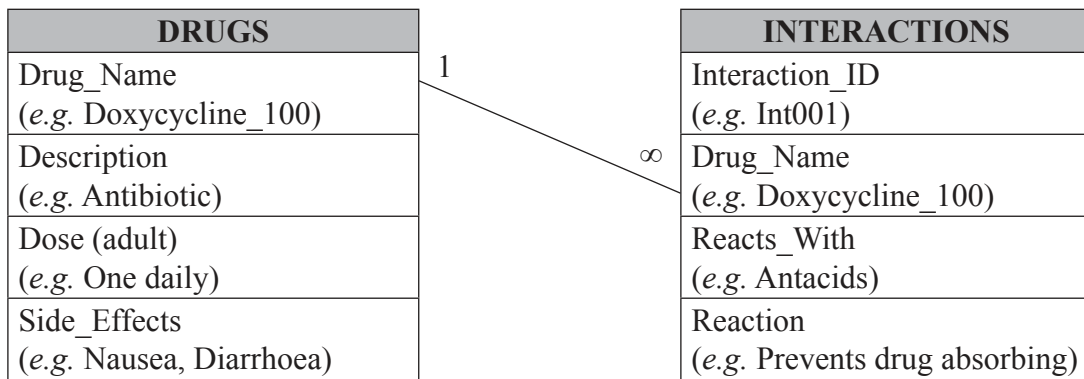 DRUGS
Drug_Name
(e.g. Doxycycline_100)
Description
(e.g. Antibiotic)
Dose (adult)
(e.g. One daily)
Side_Effects
(e.g. Nausea, Diarrhoea)
1
∞
INTERACTIONS
Interaction_ID
(e.g. Int001)
Drug_Name
(e.g. Doxycycline_100)
Reacts_With
(e.g. Antacids)
Reaction
(e.g. Prevents drug absorbing)